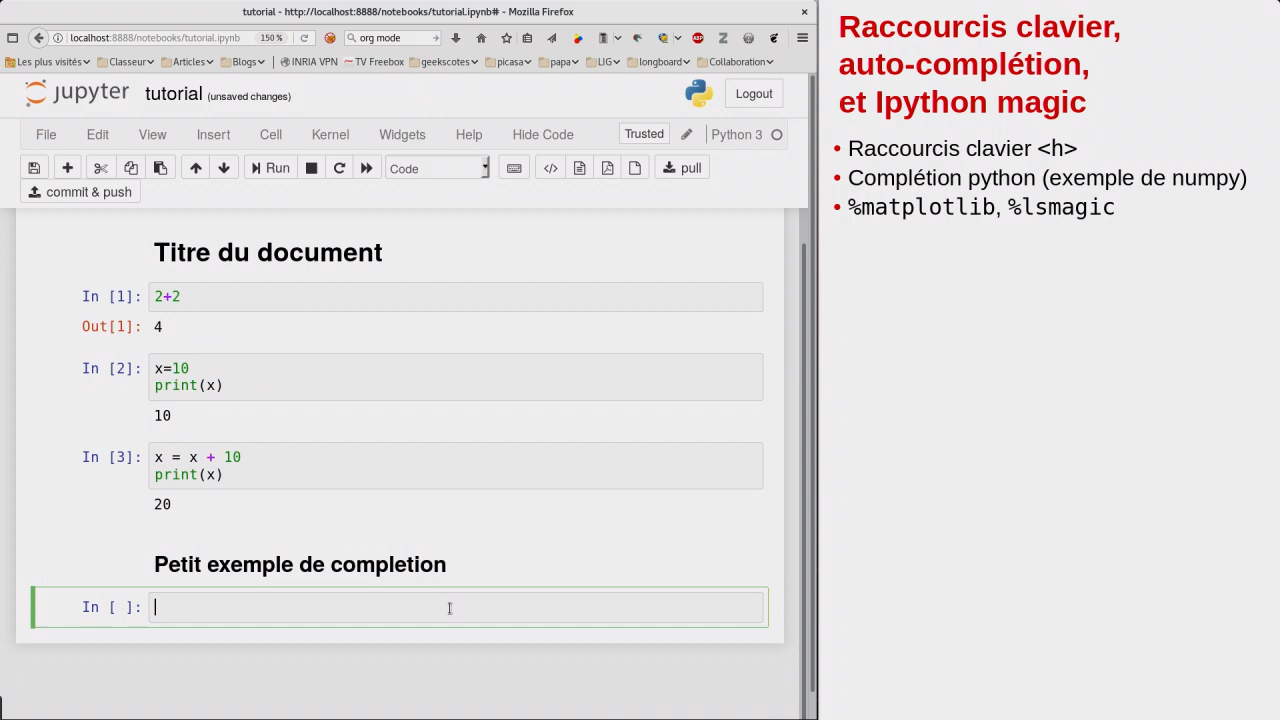 tutorial - http://localhost:8888/notebooks/tutorial.ipynb# - Mozilla Firefox
localhost:8888/notebooks/tutorial.ipynb 150 % org mode
Les plus visités Classeur Articles Blogs INRIA VPN TV Freebox geekscotes picasa papa LIG longboard Collaboration
jupyter tutorial (unsaved changes) Logout
File Edit View Insert Cell Kernel Widgets Help Hide Code Trusted Python 3
Run Code pull
commit & push
Titre du document
In [1]: 2+2
Out[1]: 4
In [2]: x=10
print(x)
10
In [3]: x = x + 10
print(x)
20
Petit exemple de completion
In [ ]:
Raccourcis clavier,
auto-complétion,
et Ipython magic
• Raccourcis clavier <h>
• Complétion python (exemple de numpy)
• %matplotlib, %lsmagic